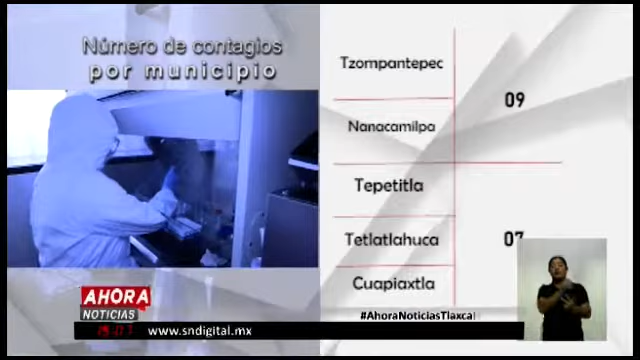 Número de contagios
por municipio
Tzompantepec
09
Nanacamilpa
Tepetitla
Tetlatlahuca
07
Cuapiaxtla
#AhoraNoticiasTlaxcal
AHORA
NOTICIAS
www.sndigital.mx